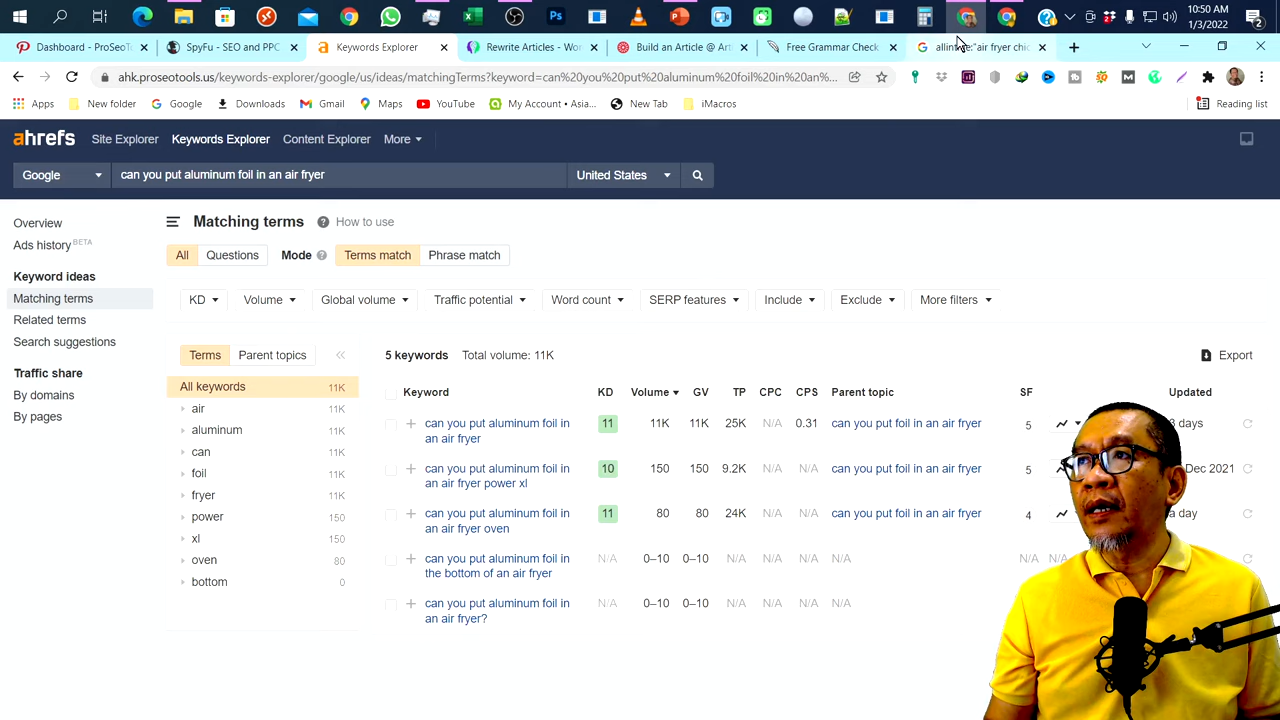 10:50 AM
1/3/2022
2
Dashboard - ProSeoT
SpyFu - SEO and PPC
Keywords Explorer
Rewrite Articles - Wor
Build an Article @ Arti
Free Grammar Check
allintitle:"air fryer chic
ahk.proseotools.us/keywords-explorer/google/us/ideas/matchingTerms?keyword=can%20you%20put%20aluminum%20foil%20in%20an%...
Apps
New folder
Google
Downloads
Gmail
Maps
YouTube
My Account • Asia...
New Tab
iMacros
Reading list
ahrefs
Site Explorer
Keywords Explorer
Content Explorer
More
Google
can you put aluminum foil in an air fryer
United States
Overview
Ads history BETA
Keyword ideas
Matching terms
Related terms
Search suggestions
Traffic share
By domains
By pages
Matching terms
? How to use
All
Questions
Mode ?
Terms match
Phrase match
KD
Volume
Global volume
Traffic potential
Word count
SERP features
Include
Exclude
More filters
Terms
Parent topics
All keywords 11K
air 11K
aluminum 11K
can 11K
foil 11K
fryer 11K
power 150
xl 150
oven 80
bottom 0
5 keywords Total volume: 11K
Export
Keyword KD Volume GV TP CPC CPS Parent topic SF Updated
can you put aluminum foil in an air fryer 11 11K 11K 25K N/A 0.31 can you put foil in an air fryer 5 days
can you put aluminum foil in an air fryer power xl 10 150 150 9.2K N/A N/A can you put foil in an air fryer 5 Dec 2021
can you put aluminum foil in an air fryer oven 11 80 80 24K N/A N/A can you put foil in an air fryer 4 a day
can you put aluminum foil in the bottom of an air fryer N/A 0–10 0–10 N/A N/A N/A N/A N/A N/A
can you put aluminum foil in an air fryer? N/A 0–10 0–10 N/A N/A N/A N/A